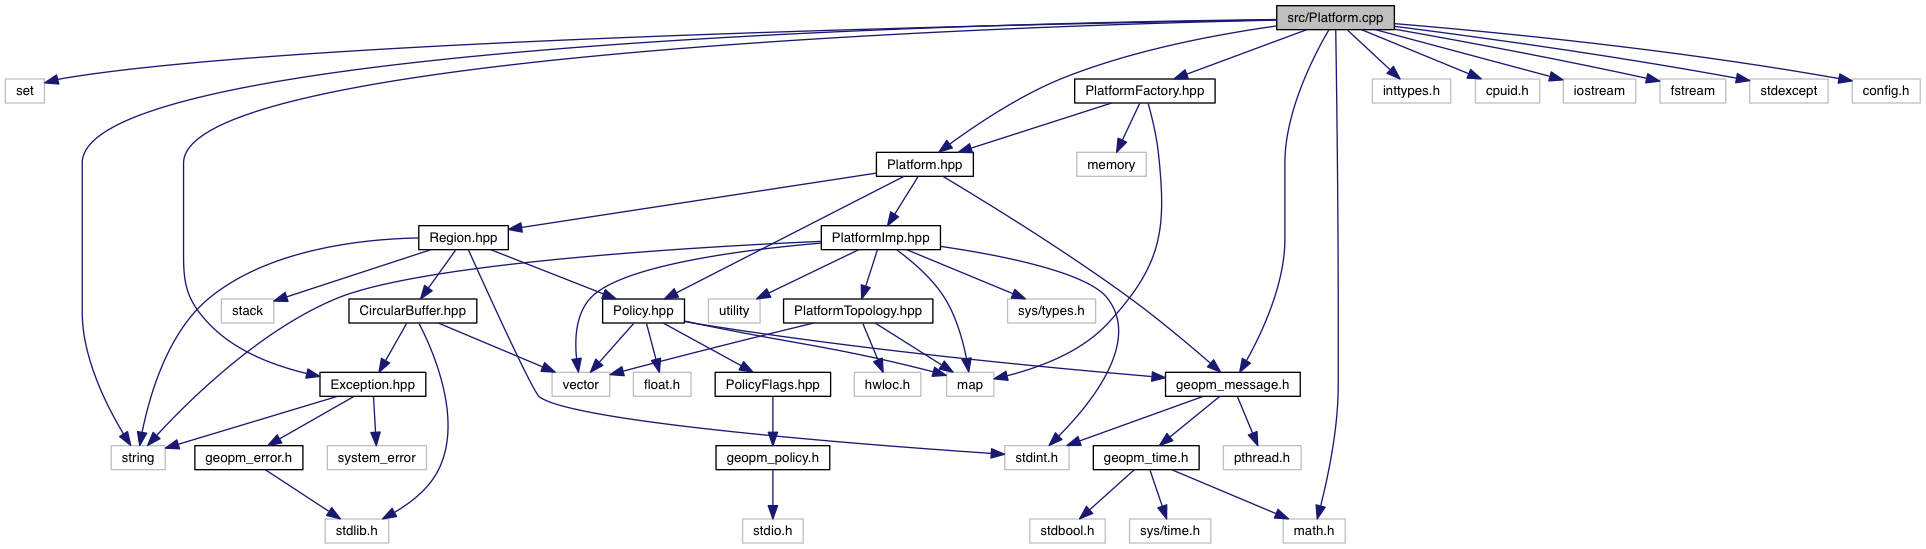 src/Platform.cpp
set
PlatformFactory.hpp
inttypes.h
cpuid.h
iostream
fstream
stdexcept
config.h
Platform.hpp
memory
Region.hpp
PlatformImp.hpp
stack
CircularBuffer.hpp
Policy.hpp
utility
PlatformTopology.hpp
sys/types.h
Exception.hpp
vector
float.h
PolicyFlags.hpp
hwloc.h
map
geopm_message.h
string
geopm_error.h
system_error
geopm_policy.h
stdint.h
geopm_time.h
pthread.h
stdlib.h
stdio.h
stdbool.h
sys/time.h
math.h